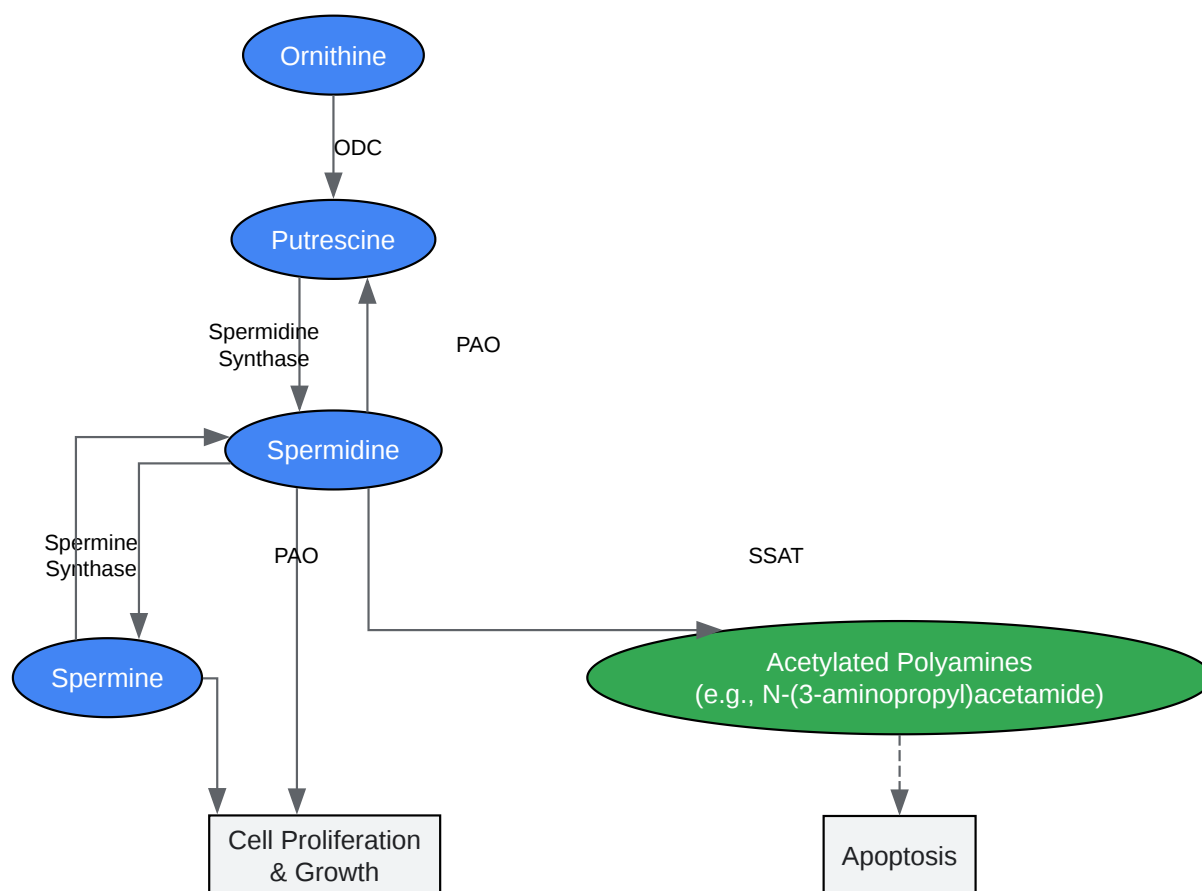 Ornithine
ODC
Putrescine
Spermidine
Synthase
PAO
Spermidine
Spermine
Synthase
PAO
SSAT
Spermine
Acetylated Polyamines
(e.g., N-(3-aminopropyl)acetamide)
Cell Proliferation
& Growth
Apoptosis